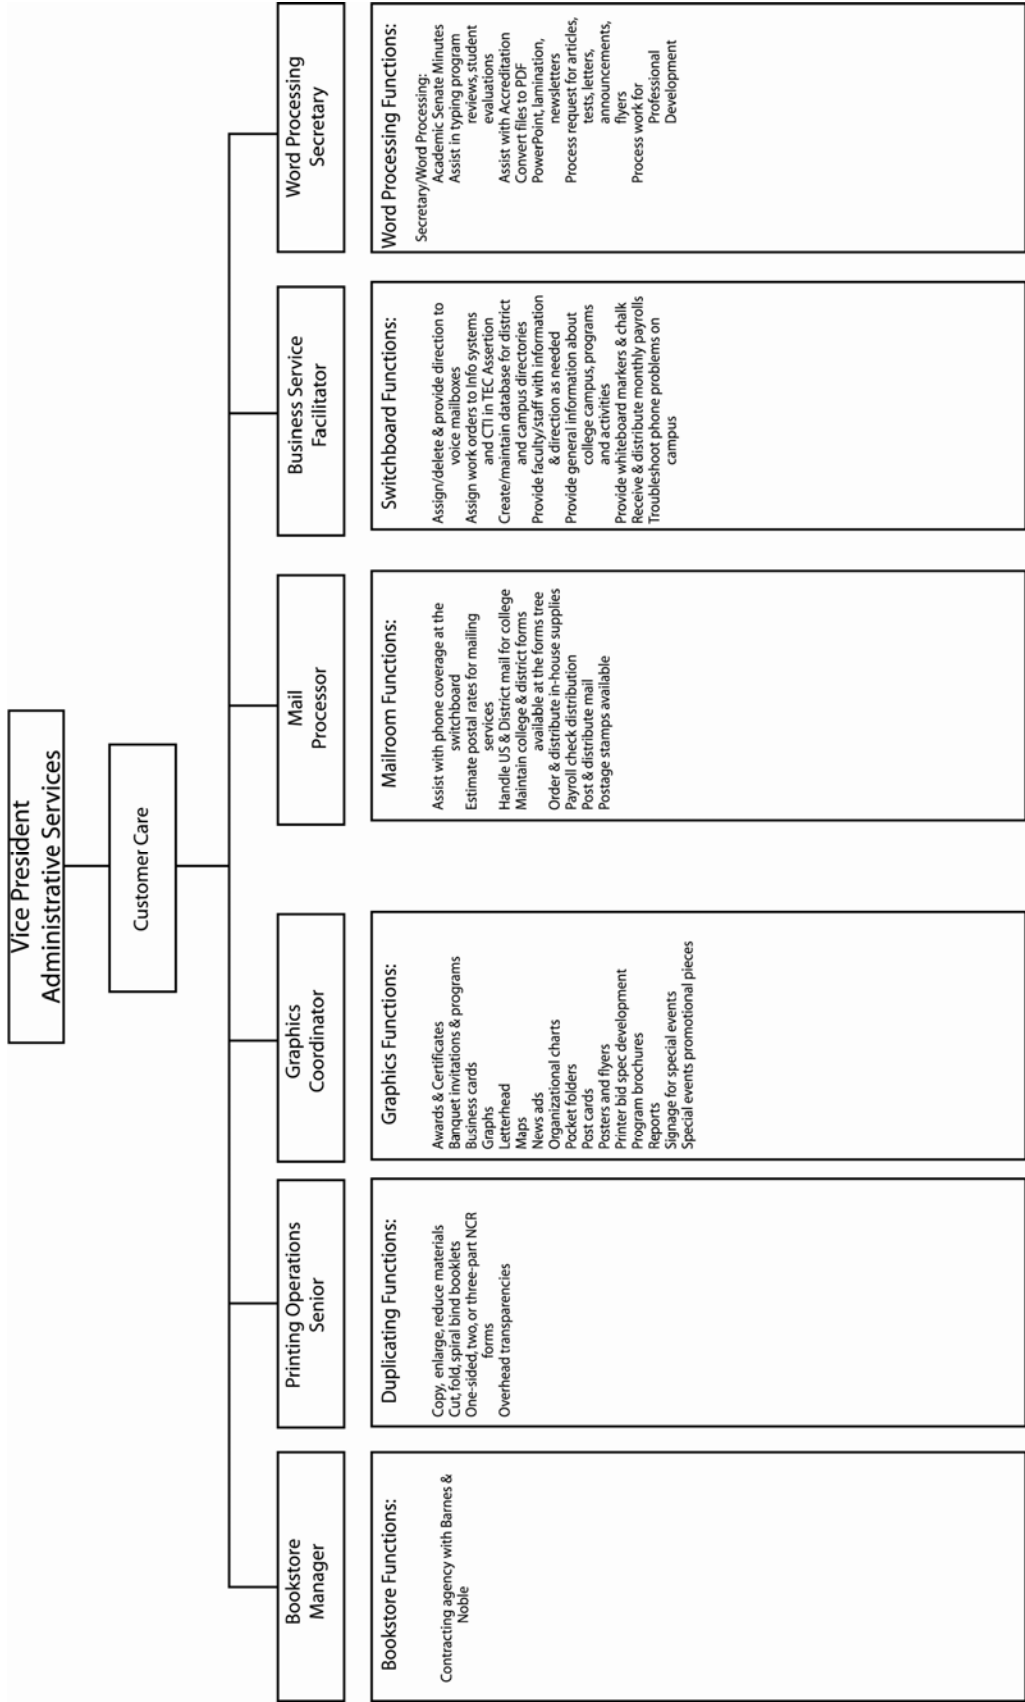 Vice President
Administrative Services
Customer Care
Bookstore
Manager
Printing Operations
Senior
Graphics
Coordinator
Mail
Processor
Business Service
Facilitator
Word Processing
Secretary
Bookstore Functions:
Contracting agency with Barnes &
Noble
Duplicating Functions:
Copy, enlarge, reduce materials
Cut, fold, spiral bind booklets
One-sided, two, or three-part NCR
forms
Overhead transparencies
Graphics Functions:
Awards & Certificates
Banquet invitations & programs
Business cards
Graphs
Letterhead
Maps
News ads
Organizational charts
Pocket folders
Post cards
Posters and flyers
Printer bid spec development
Program brochures
Reports
Signage for special events
Special events promotional pieces
Mailroom Functions:
Assist with phone coverage at the
switchboard
Estimate postal rates for mailing
services
Handle US & District mail for college
Maintain college & district forms
available at the forms tree
Order & distribute in-house supplies
Payroll check distribution
Post & distribute mail
Postage stamps available
Switchboard Functions:
Assign/delete & provide direction to
voice mailboxes
Assign work orders to Info systems
and CTI in TEC Assertion
Create/maintain database for district
and campus directories
Provide faculty/staff with information
& direction as needed
Provide general information about
college campus, programs
and activities
Provide whiteboard markers & chalk
Receive & distribute monthly payrolls
Troubleshoot phone problems on
campus
Word Processing Functions:
Secretary/Word Processing:
Academic Senate Minutes
Assist in typing program
reviews, student
evaluations
Assist with Accreditation
Convert files to PDF
PowerPoint, lamination,
newsletters
Process request for articles,
tests, letters,
announcements,
flyers
Process work for
Professional
Development